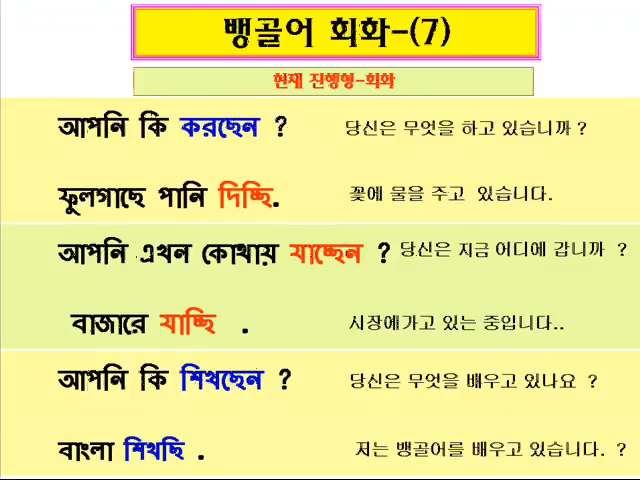 뱅골어 회화-(7)
현재 진행형-회화
আপনি কি করছেন ? 당신은 무엇을 하고 있습니까 ?
ফুলগাছে পানি দিচ্ছি. 꽃에 물을 주고 있습니다.
আপনি এখন কোথায় যাচ্ছেন ? 당신은 지금 어디에 갑니까 ?
বাজারে যাচ্ছি . 시장에가고 있는 중입니다..
আপনি কি শিখছেন ? 당신은 무엇을 배우고 있나요 ?
বাংলা শিখছি . 저는 뱅골어를 배우고 있습니다. ?